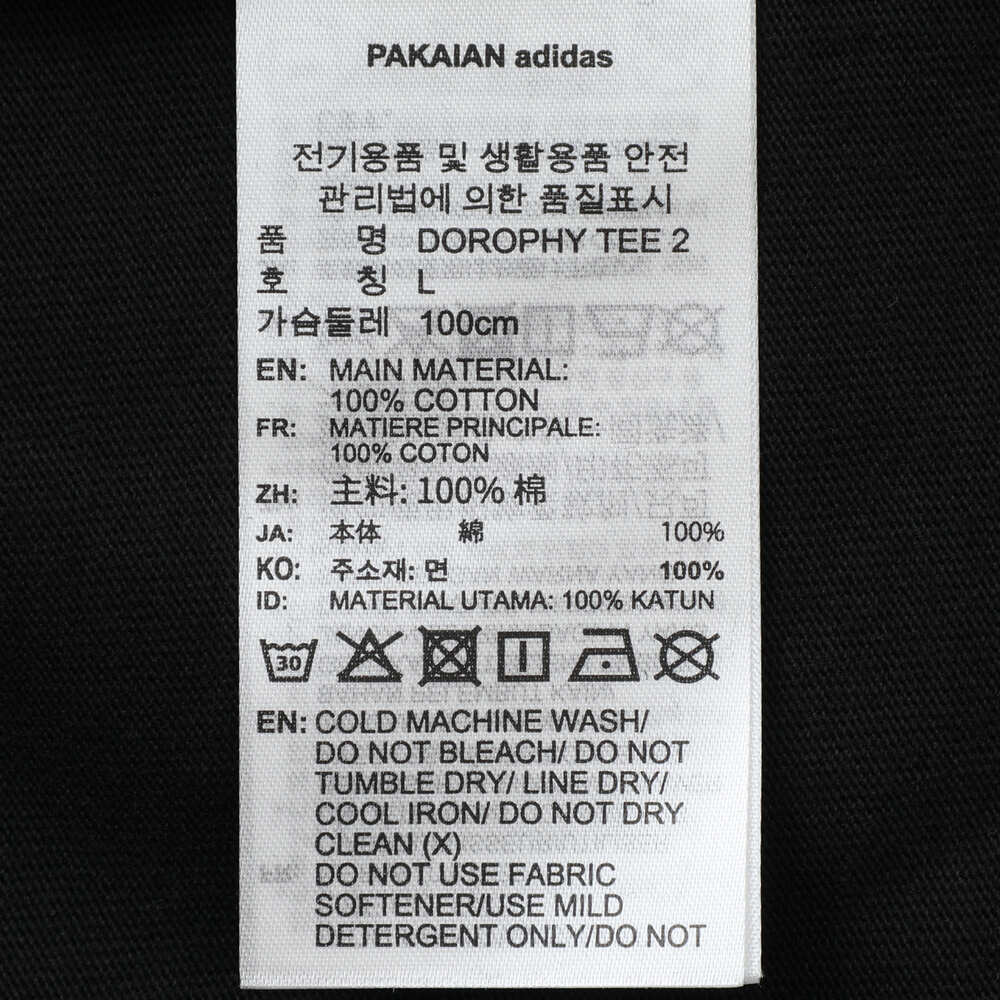 PAKAIAN adidas
전기용품 및 생활용품 안전
관리법에 의한 품질표시
품 명 DOROPHY TEE 2
호 칭 L
가슴둘레 100cm
EN: MAIN MATERIAL:
100% COTTON
FR: MATIERE PRINCIPALE:
100% COTON
ZH: 主料: 100% 棉
JA: 本体 綿 100%
KO: 주소재: 면 100%
ID: MATERIAL UTAMA: 100% KATUN
30
EN: COLD MACHINE WASH/
DO NOT BLEACH/ DO NOT
TUMBLE DRY/ LINE DRY/
COOL IRON/ DO NOT DRY
CLEAN (X)
DO NOT USE FABRIC
SOFTENER/USE MILD
DETERGENT ONLY/DO NOT